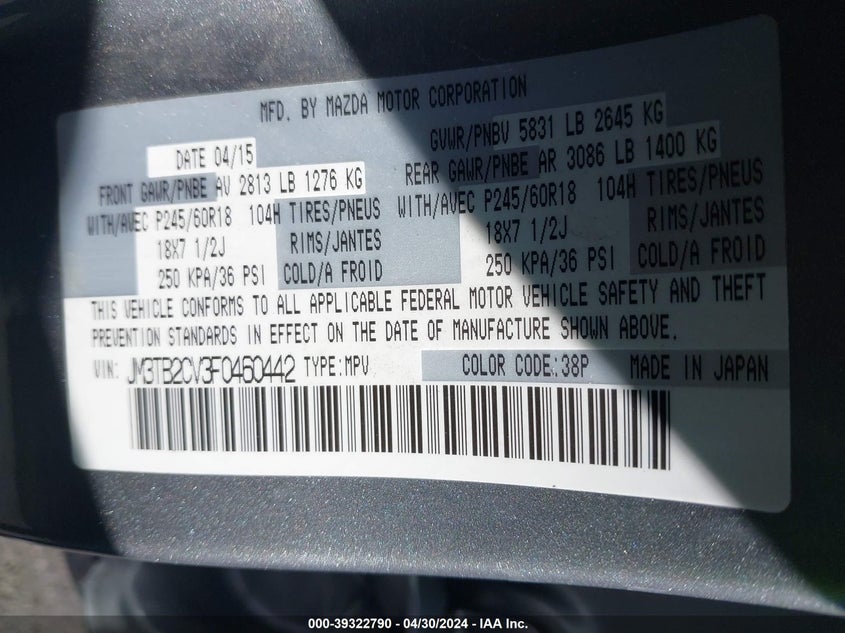 MFD. BY MAZDA MOTOR CORPORATION
DATE 04/15 GVWR/PNBV 5831 LB 2645 KG
FRONT GAWR/PNBE AV 2813 LB 1276 KG REAR GAWR/PNBE AR 3086 LB 1400 KG
WITH/AVEC P245/60R18 104H TIRES/PNEUS WITH/AVEC P245/60R18 104H TIRES/PNEUS
18X7 1/2J RIMS/JANTES 18X7 1/2J RIMS/JANTES
250 KPA/36 PSI COLD/A FROID 250 KPA/36 PSI COLD/A FROID
THIS VEHICLE CONFORMS TO ALL APPLICABLE FEDERAL MOTOR VEHICLE SAFETY AND THEFT
PREVENTION STANDARDS IN EFFECT ON THE DATE OF MANUFACTURE SHOWN ABOVE.
VIN: JM3TB2CV3F0460442 TYPE:MPV COLOR CODE:38P MADE IN JAPAN
000-39322790 - 04/30/2024 - IAA Inc.